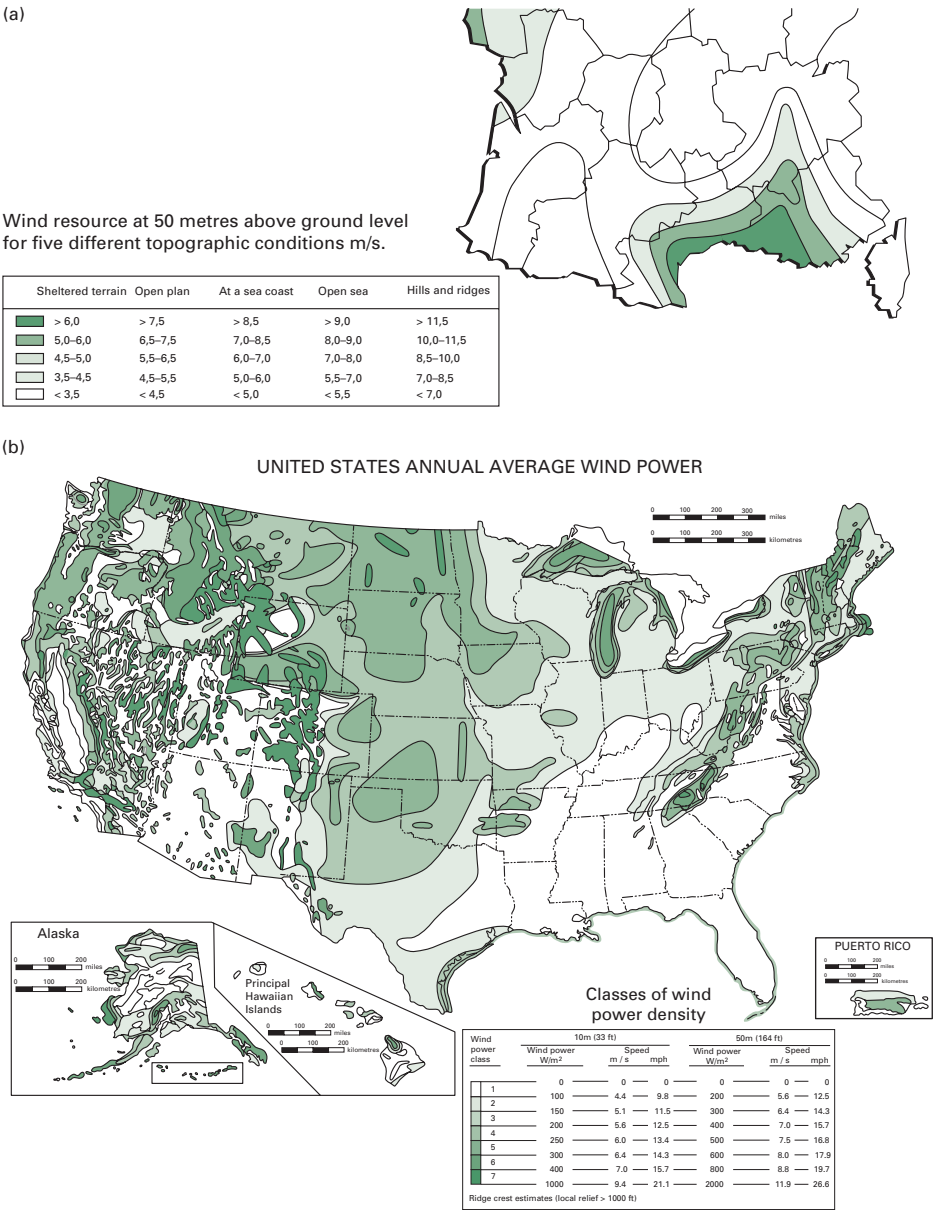 (a)
Wind resource at 50 metres above ground level
for five different topographic conditions m/s.
Sheltered terrain Open plan At a sea coast Open sea Hills and ridges
> 6,0 > 7,5 > 8,5 > 9,0 > 11,5
5,0–6,0 6,5–7,5 7,0–8,5 8,0–9,0 10,0–11,5
4,5–5,0 5,5–6,5 6,0–7,0 7,0–8,0 8,5–10,0
3,5–4,5 4,5–5,5 5,0–6,0 5,5–7,0 7,0–8,5
< 3,5 < 4,5 < 5,0 < 5,5 < 7,0
(b)
UNITED STATES ANNUAL AVERAGE WIND POWER
0 100 200 300
miles
0 100 200 300
kilometres
Alaska
0 100 200
miles
0 100 200
kilometres
Principal
Hawaiian
Islands
0 100 200
miles
0 100 200
kilometres
PUERTO RICO
0 100 200
miles
0 100 200
kilometres
Classes of wind
power density
Wind
power
class
10m (33 ft) 50m (164 ft)
Wind power Speed Wind power Speed
W/m² m / s mph W/m² m / s mph
0 0 0 0 0 0
1
100 4.4 9.8 200 5.6 12.5
2
150 5.1 11.5 300 6.4 14.3
3
200 5.6 12.5 400 7.0 15.7
4
250 6.0 13.4 500 7.5 16.8
5
300 6.4 14.3 600 8.0 17.9
6
400 7.0 15.7 800 8.8 19.7
7
1000 9.4 21.1 2000 11.9 26.6
Ridge crest estimates (local relief > 1000 ft)